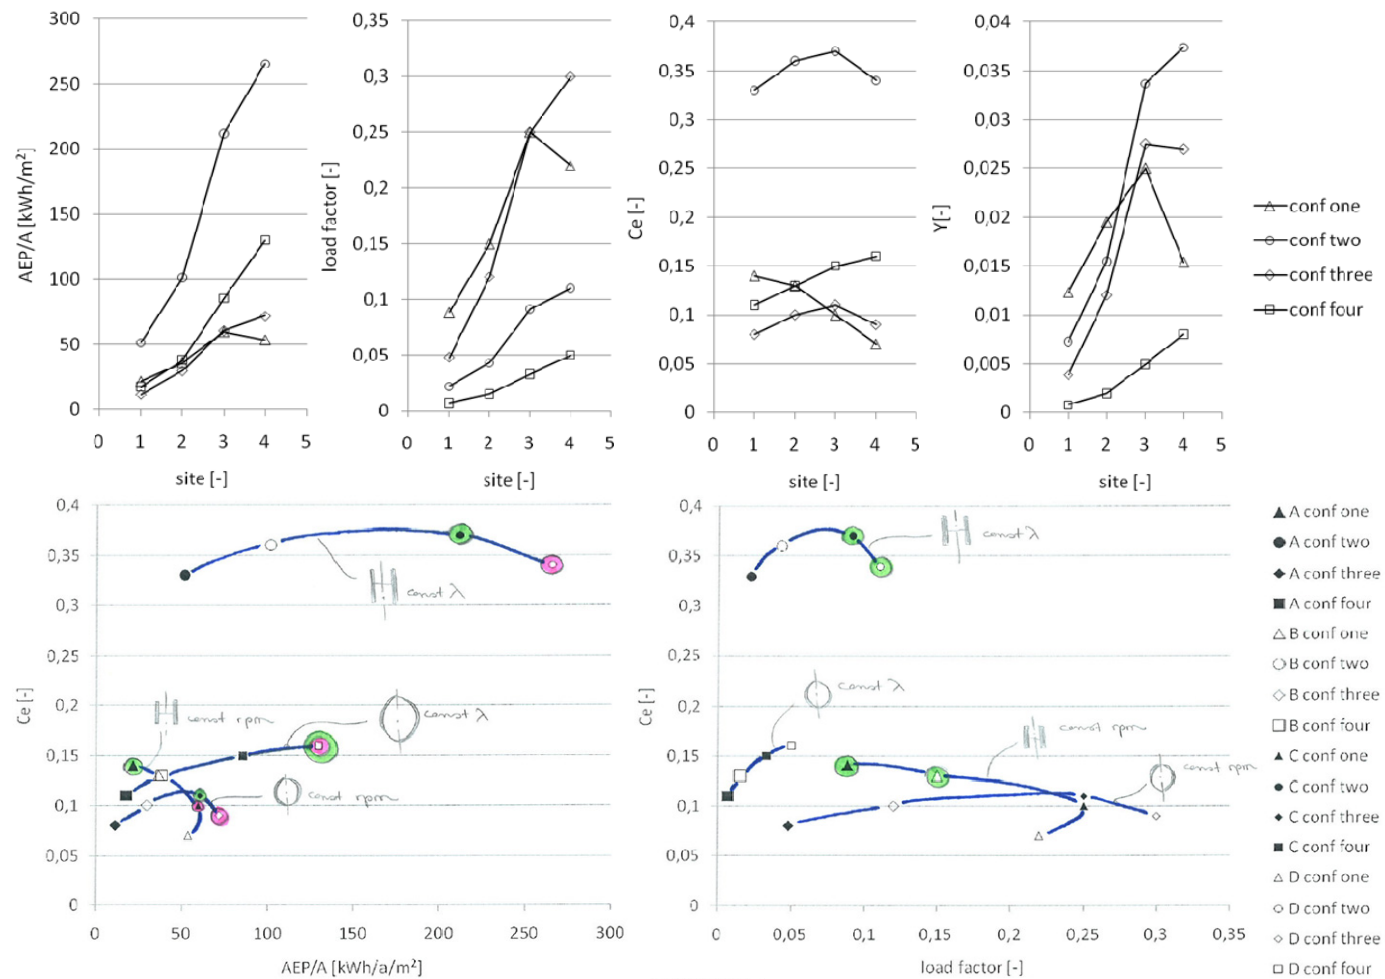 300
250
200
150
100
50
0
0 1 2 3 4 5
AEP/A [kWh/m²]
site [-]
0,35
0,3
0,25
0,2
0,15
0,1
0,05
0
0 1 2 3 4 5
load factor [-]
site [-]
0,4
0,35
0,3
0,25
0,2
0,15
0,1
0,05
0
0 1 2 3 4 5
Ce [-]
site [-]
0,04
0,035
0,03
0,025
0,02
0,015
0,01
0,005
0
0 1 2 3 4 5
Y[-]
site [-]
conf one
conf two
conf three
conf four
0,4
0,35
0,3
0,25
0,2
0,15
0,1
0,05
0
0 50 100 150 200 250 300
Ce [-]
AEP/A [kWh/a/m²]
const λ
const rpm
const λ
const rpm
0,4
0,35
0,3
0,25
0,2
0,15
0,1
0,05
0
0 0,05 0,1 0,15 0,2 0,25 0,3 0,35
Ce [-]
load factor [-]
const λ
const λ
const rpm
const rpm
A conf one
A conf two
A conf three
A conf four
B conf one
B conf two
B conf three
B conf four
C conf one
C conf two
C conf three
C conf four
D conf one
D conf two
D conf three
D conf four